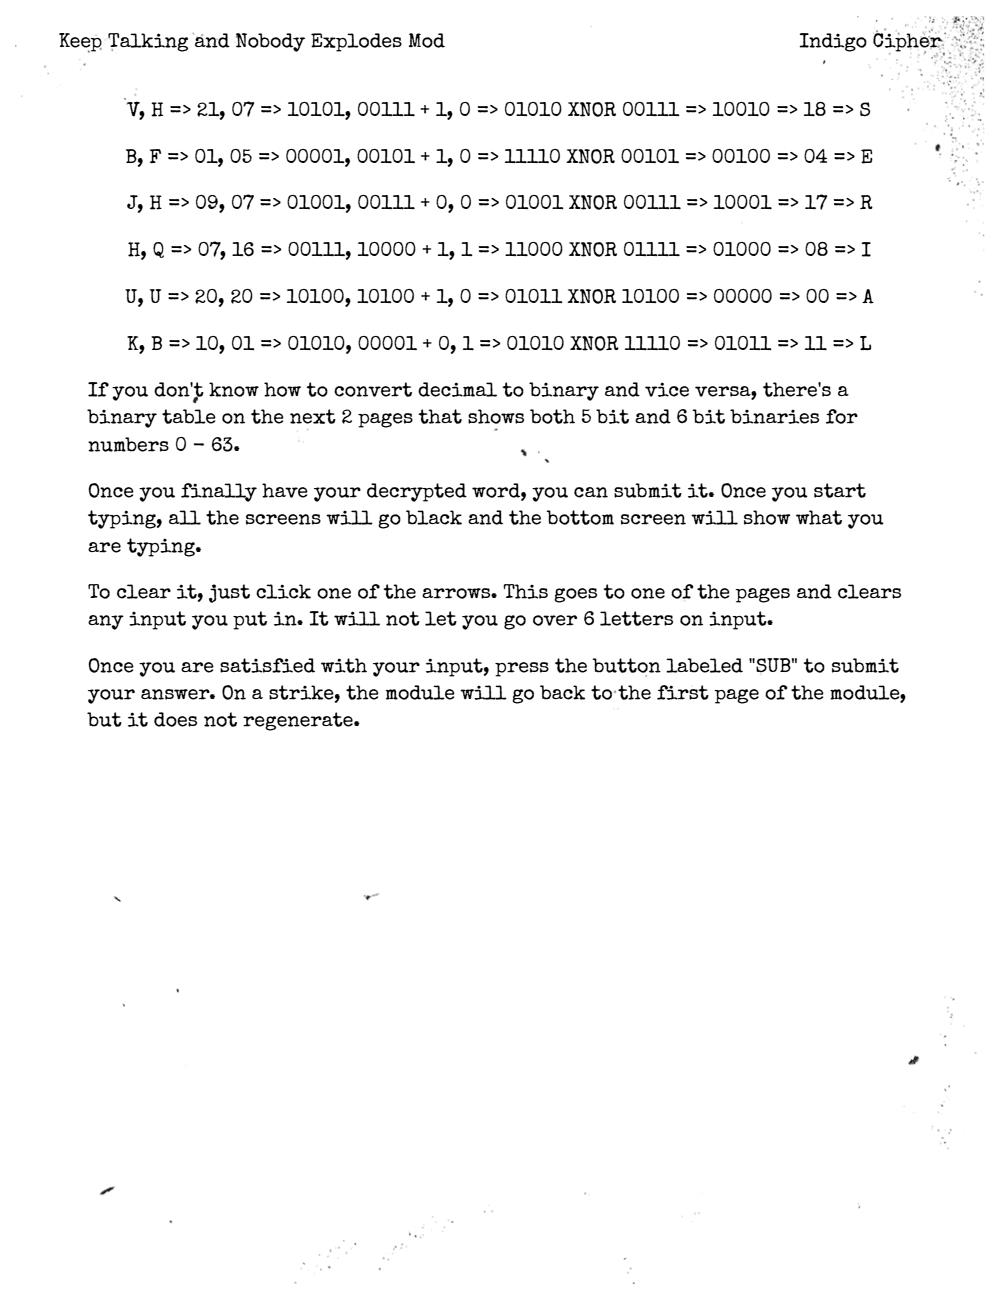 Keep Talking and Nobody Explodes Mod
Indigo Cipher
V, H => 21, 07 => 10101, 00111 + 1, 0 => 01010 XNOR 00111 => 10010 => 18 => S
B, F => 01, 05 => 00001, 00101 + 1, 0 => 11110 XNOR 00101 => 00100 => 04 => E
J, H => 09, 07 => 01001, 00111 + 0, 0 => 01001 XNOR 00111 => 10001 => 17 => R
H, Q => 07, 16 => 00111, 10000 + 1, 1 => 11000 XNOR 01111 => 01000 => 08 => I
U, U => 20, 20 => 10100, 10100 + 1, 0 => 01011 XNOR 10100 => 00000 => 00 => A
K, B => 10, 01 => 01010, 00001 + 0, 1 => 01010 XNOR 11110 => 01011 => 11 => L
If you don't know how to convert decimal to binary and vice versa, there's a
binary table on the next 2 pages that shows both 5 bit and 6 bit binaries for
numbers 0 – 63.
Once you finally have your decrypted word, you can submit it. Once you start
typing, all the screens will go black and the bottom screen will show what you
are typing.
To clear it, just click one of the arrows. This goes to one of the pages and clears
any input you put in. It will not let you go over 6 letters on input.
Once you are satisfied with your input, press the button labeled "SUB" to submit
your answer. On a strike, the module will go back to the first page of the module,
but it does not regenerate.